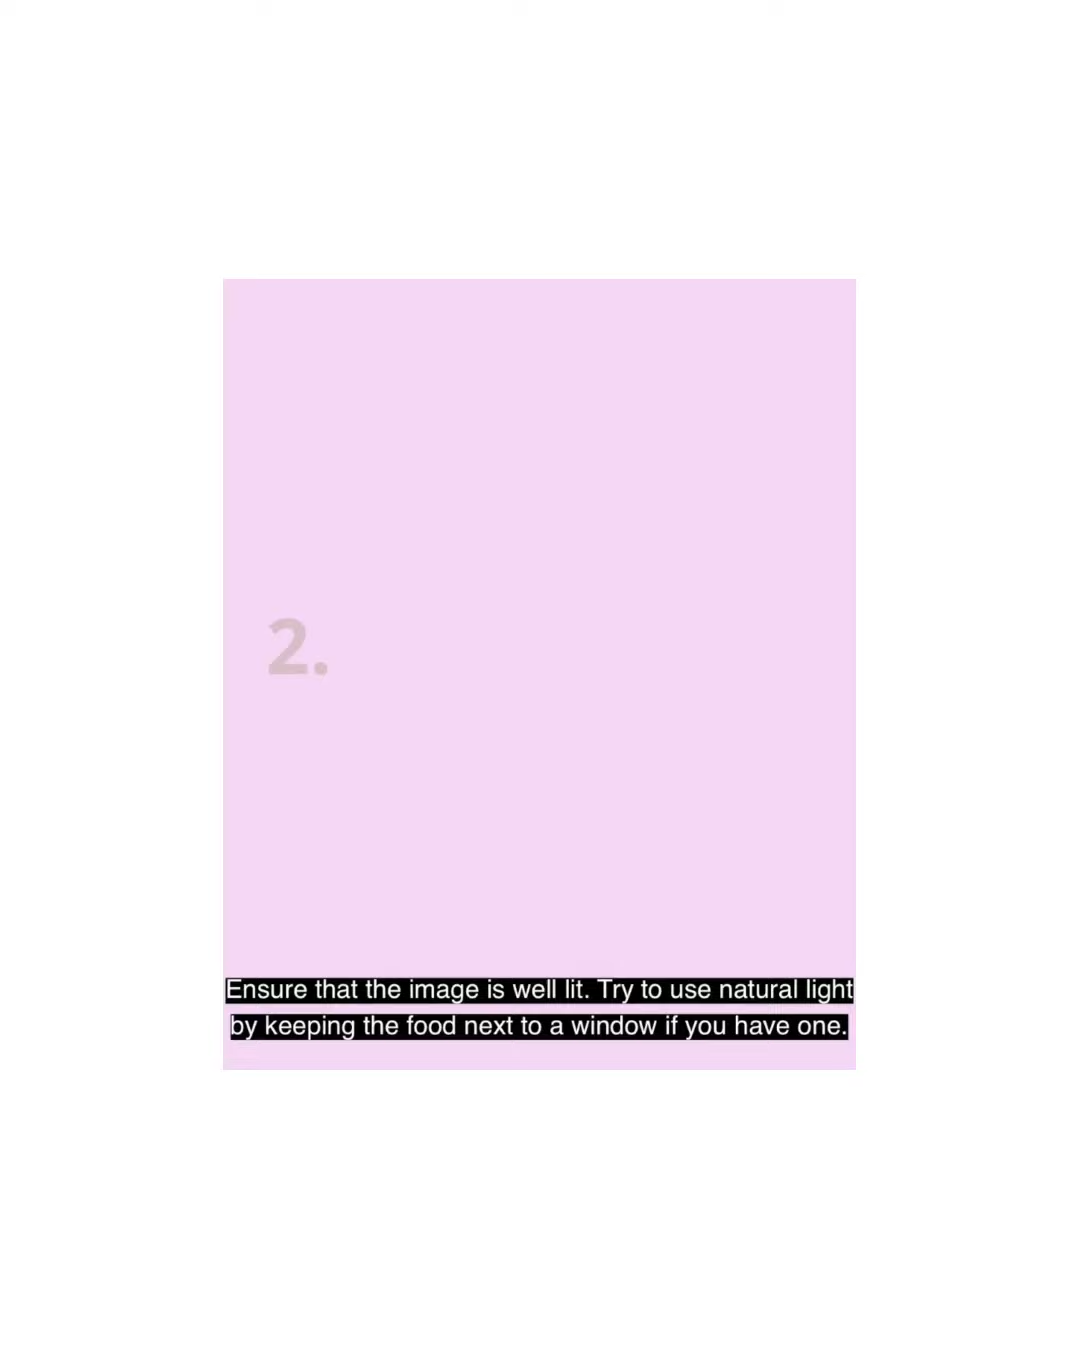 2.
Ensure that the image is well lit. Try to use natural light
by keeping the food next to a window if you have one.